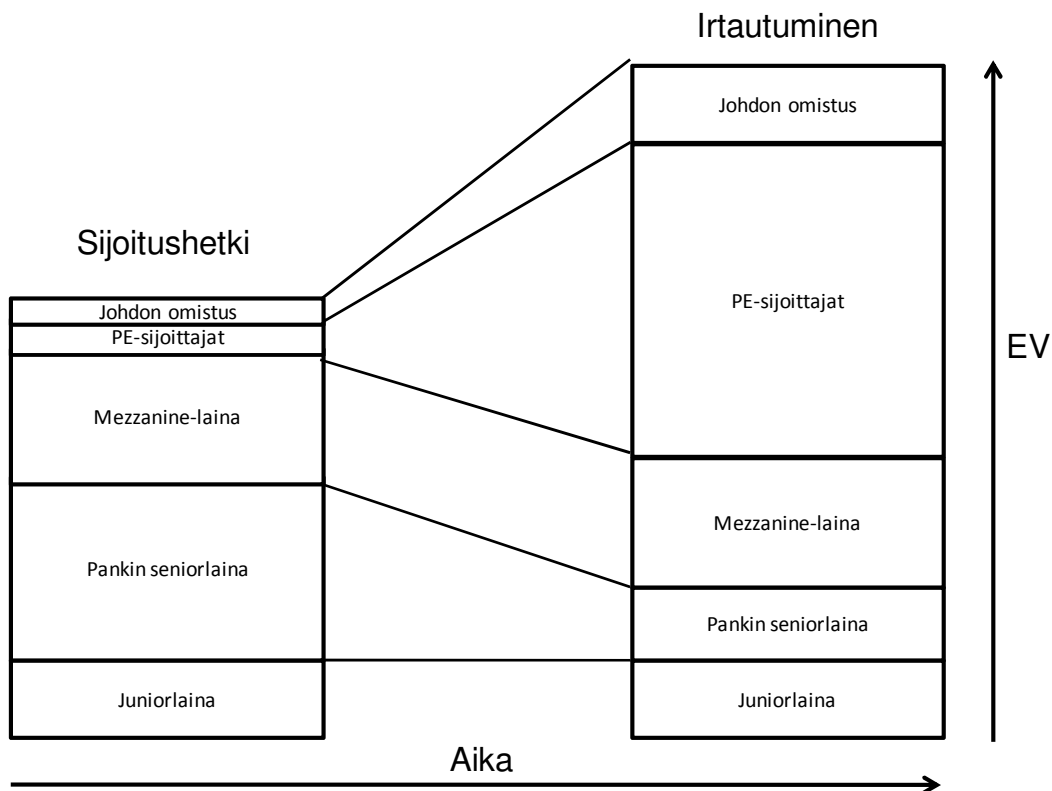 Irtautuminen
Sijoitushetki
Johdon omistus
PE-sijoittajat
Mezzanine-laina
Pankin seniorlaina
Juniorlaina
Johdon omistus
PE-sijoittajat
Mezzanine-laina
Pankin seniorlaina
Juniorlaina
EV
Aika